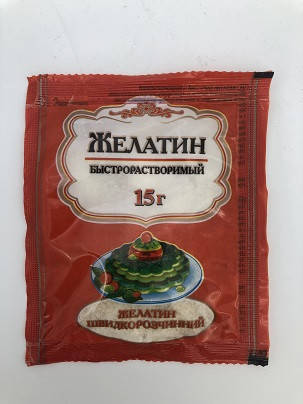 ЖЕЛАТИН
БЫСТРОРАСТВОРИМЫЙ
15г
ЖЕЛАТИН
ШВИДКОРОЗЧИННИЙ